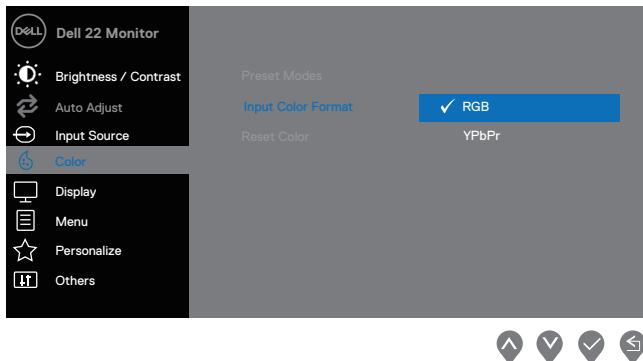 DELL Dell 22 Monitor
Brightness / Contrast
Auto Adjust
Input Source
Color
Display
Menu
Personalize
Others
Preset Modes
Input Color Format
Reset Color
RGB
YPbPr